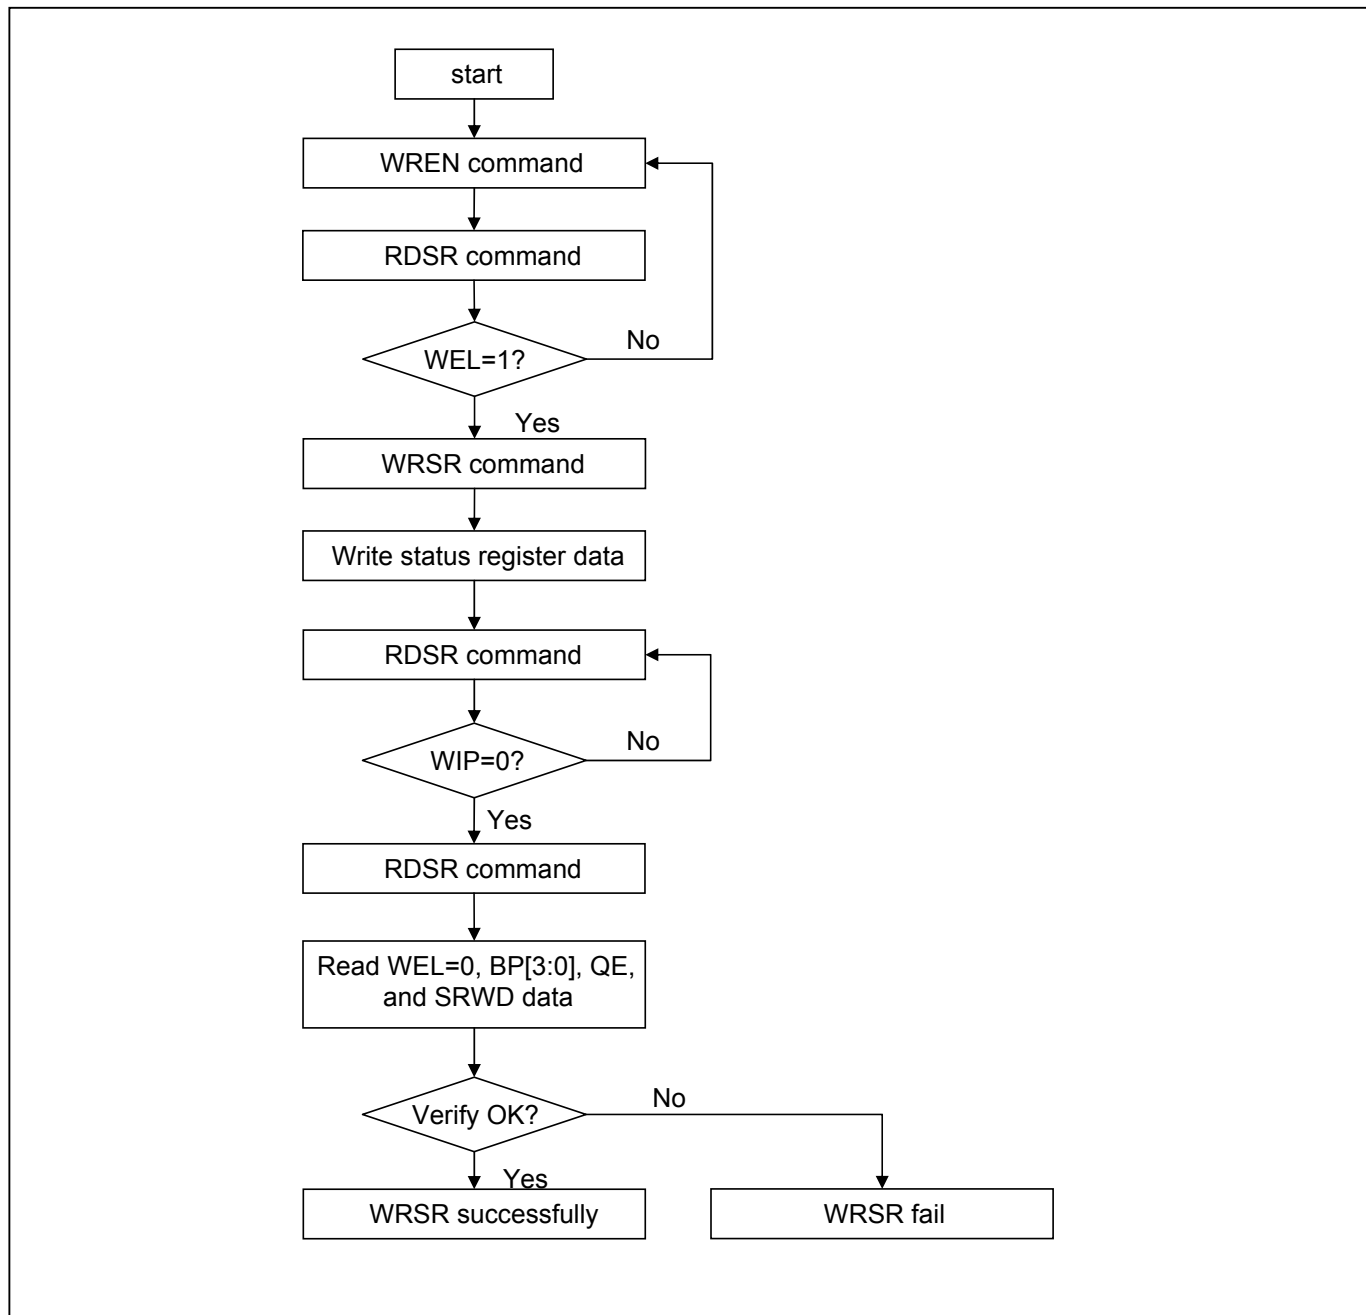 start
WREN command
RDSR command
WEL=1?
No
Yes
WRSR command
Write status register data
RDSR command
WIP=0?
No
Yes
RDSR command
Read WEL=0, BP[3:0], QE,
and SRWD data
Verify OK?
No
Yes
WRSR successfully
WRSR fail